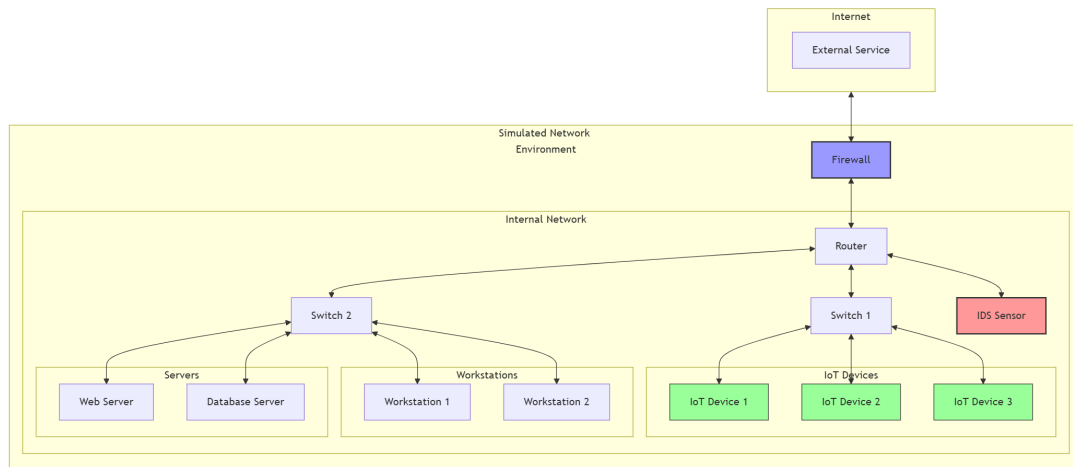 Internet
External Service
Simulated Network
Environment
Firewall
Internal Network
Router
Switch 2
Switch 1
IDS Sensor
Servers
Workstations
IoT Devices
Web Server
Database Server
Workstation 1
Workstation 2
IoT Device 1
IoT Device 2
IoT Device 3